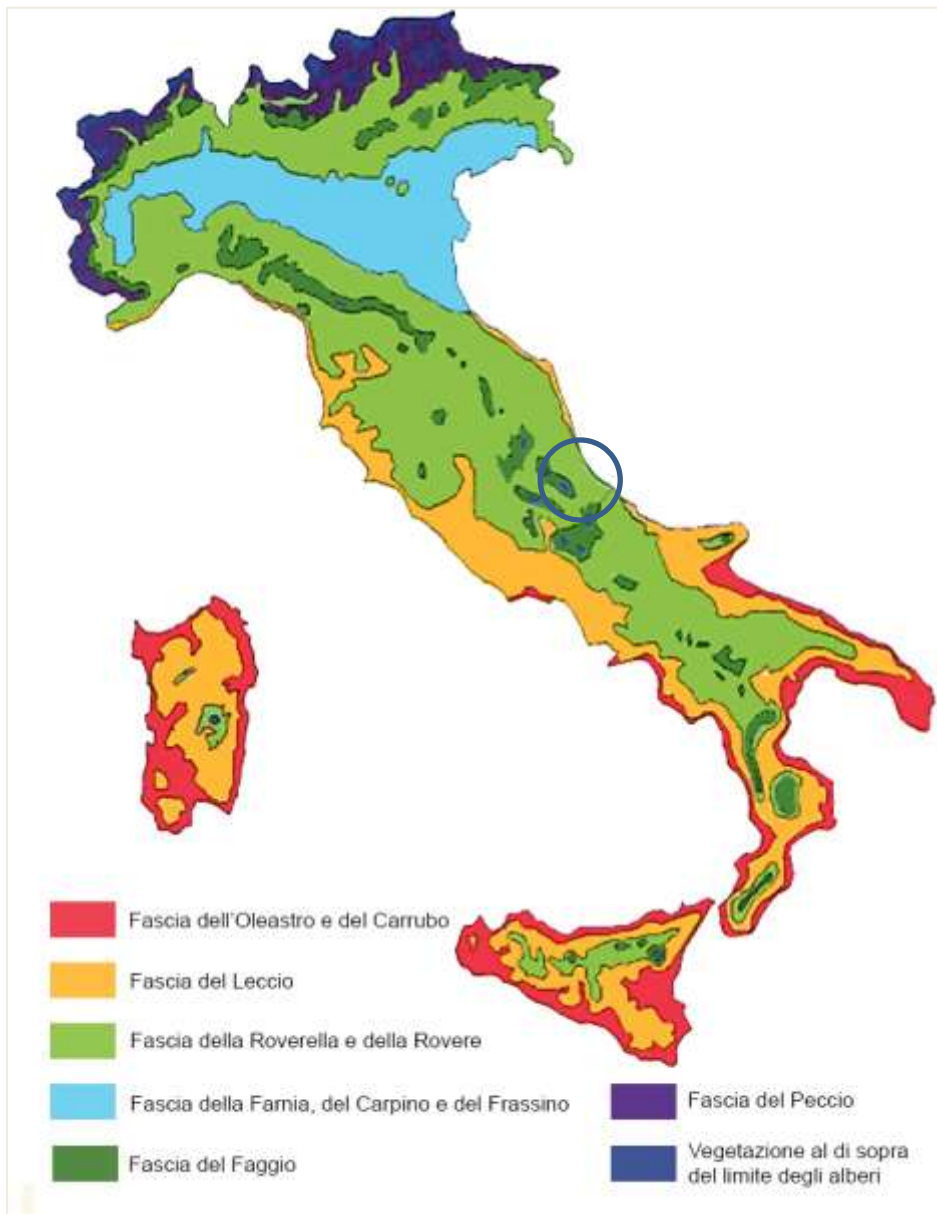 Fascia dell'Oleastro e del Carrubo
Fascia del Leccio
Fascia della Roverella e della Rovere
Fascia della Farnia, del Carpino e del Frassino
Fascia del Faggio
Fascia del Peccio
Vegetazione al di sopra
del limite degli alberi